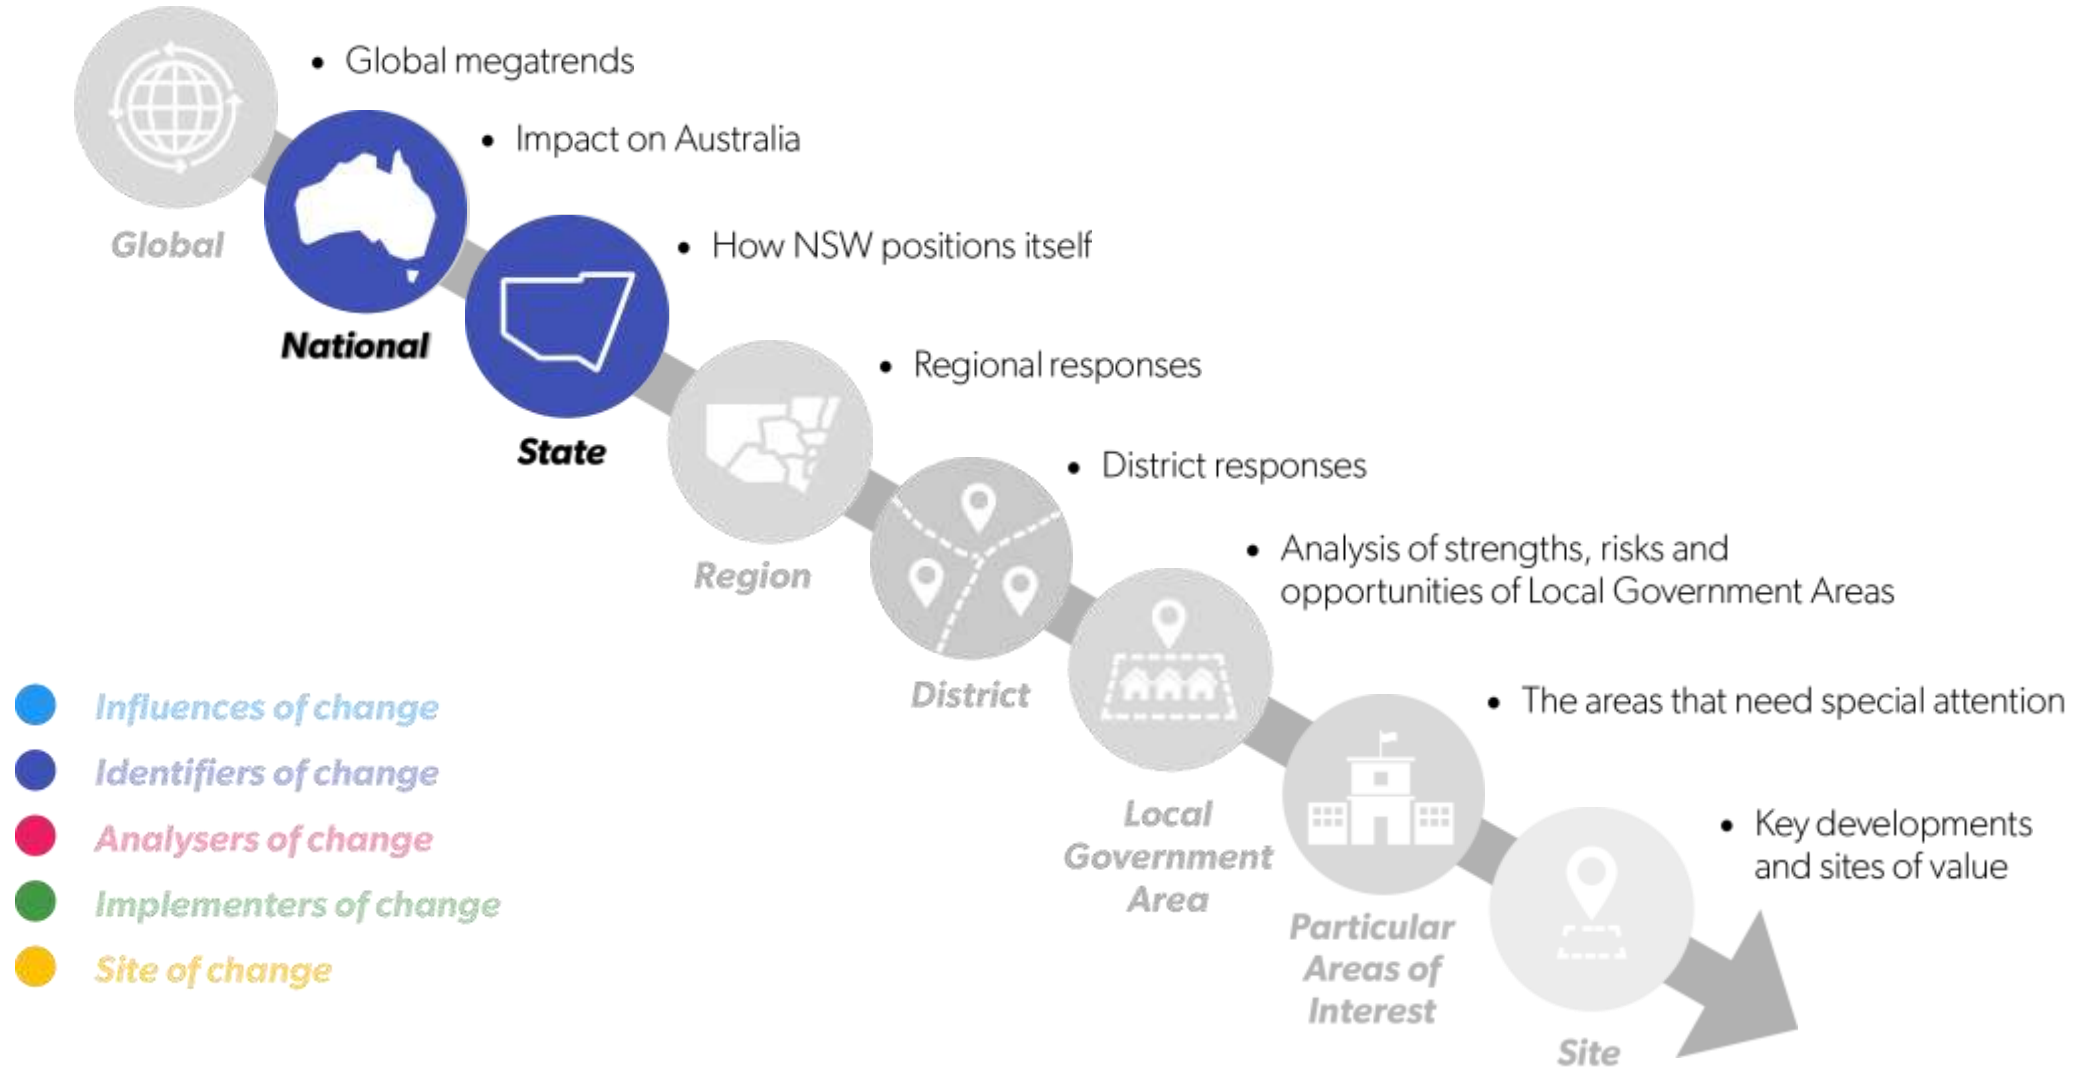 • Global megatrends
Global
• Impact on Australia
National
• How NSW positions itself
State
• Regional responses
Region
• District responses
District
• Analysis of strengths, risks and
opportunities of Local Government Areas
Local
Government
Area
• The areas that need special attention
Particular
Areas of
Interest
• Key developments
and sites of value
Site
Influences of change
Identifiers of change
Analysers of change
Implementers of change
Site of change